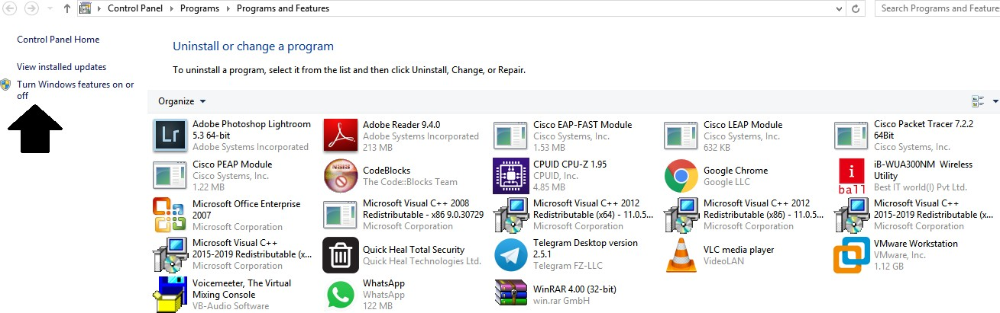 Control Panel
Programs
Programs and Features
Search Programs and Features
Control Panel Home
View installed updates
Turn Windows features on or
off
Uninstall or change a program
To uninstall a program, select it from the list and then click Uninstall, Change, or Repair.
Organize
Lr
Adobe Photoshop Lightroom
5.3 64-bit
Adobe Systems Incorporated
Adobe Reader 9.4.0
Adobe Systems Incorporated
213 MB
Cisco EAP-FAST Module
Cisco Systems, Inc.
1.53 MB
Cisco LEAP Module
Cisco Systems, Inc.
632 KB
Cisco Packet Tracer 7.2.2
64Bit
Cisco Systems, Inc.
Cisco PEAP Module
Cisco Systems, Inc.
1.22 MB
CodeBlocks
The Code::Blocks Team
CPUID CPU-Z 1.95
CPUID, Inc.
4.85 MB
Google Chrome
Google LLC
i
ball
iB-WUA300NM Wireless
Utility
Best IT world(I) Pvt Ltd.
Microsoft Office Enterprise
2007
Microsoft Corporation
Microsoft Visual C++ 2008
Redistributable - x86 9.0.30729
Microsoft Corporation
Microsoft Visual C++ 2012
Redistributable (x64) - 11.0.5...
Microsoft Corporation
Microsoft Visual C++ 2012
Redistributable (x86) - 11.0.5...
Microsoft Corporation
Microsoft Visual C++
2015-2019 Redistributable (x...
Microsoft Corporation
Microsoft Visual C++
2015-2019 Redistributable (x...
Microsoft Corporation
Quick Heal Total Security
Quick Heal Technologies Ltd.
Telegram Desktop version
2.5.1
Telegram FZ-LLC
VLC media player
VideoLAN
VMware Workstation
VMware, Inc.
1.12 GB
Voicemeeter, The Virtual
Mixing Console
VB-Audio Software
WhatsApp
WhatsApp
122 MB
WinRAR 4.00 (32-bit)
win.rar GmbH